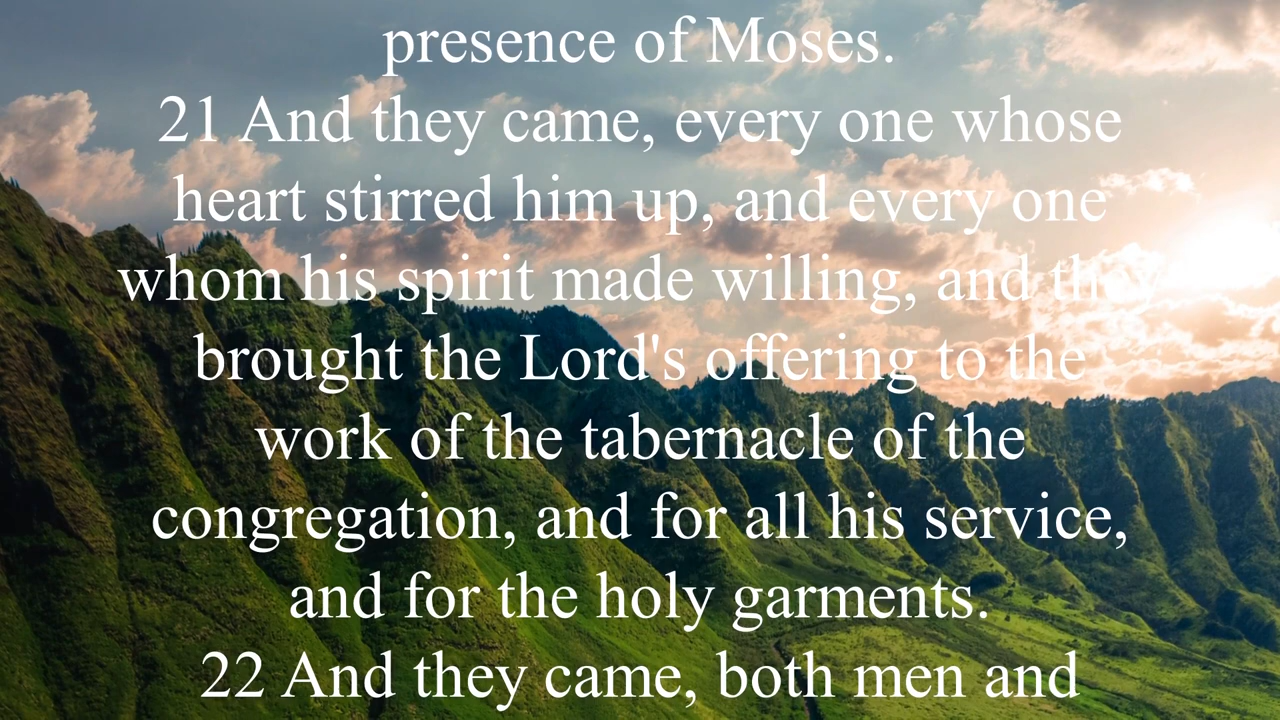 presence of Moses.
21 And they came, every one whose
heart stirred him up, and every one
whom his spirit made willing, and they
brought the Lord's offering to the
work of the tabernacle of the
congregation, and for all his service,
and for the holy garments.
22 And they came, both men and